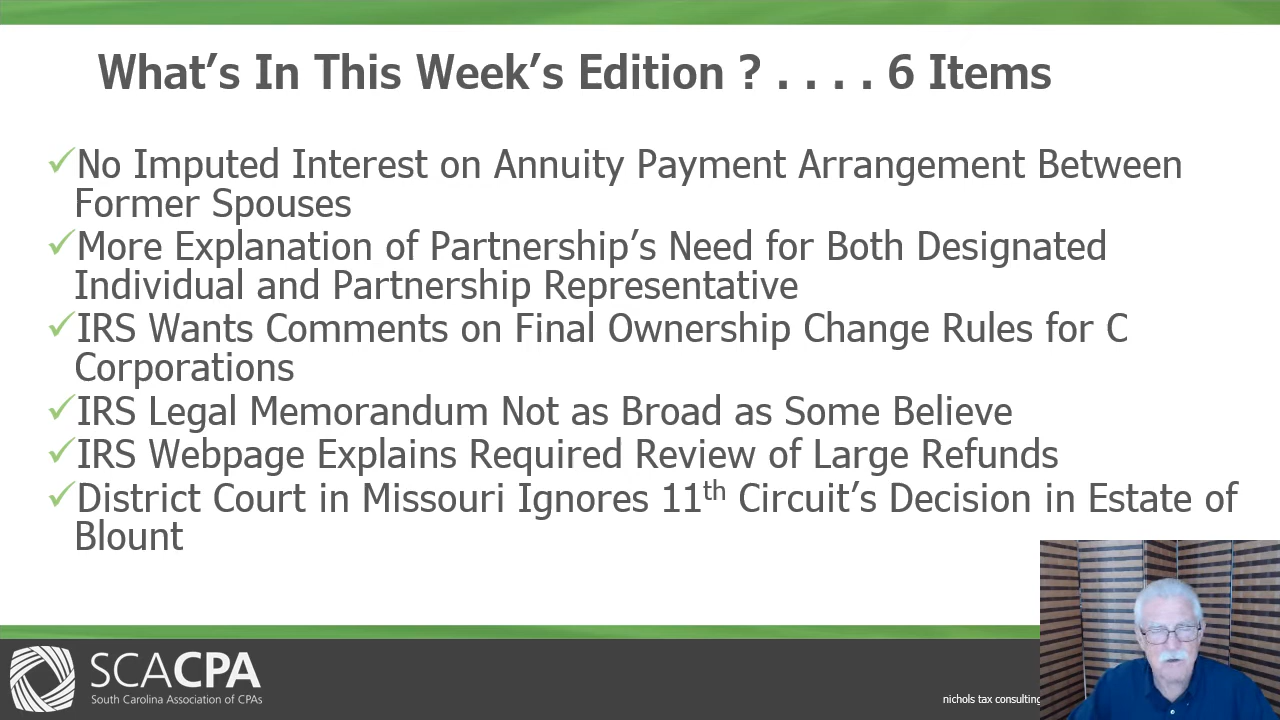 What’s In This Week’s Edition ? . . . . 6 Items
✓No Imputed Interest on Annuity Payment Arrangement Between
Former Spouses
✓More Explanation of Partnership’s Need for Both Designated
Individual and Partnership Representative
✓IRS Wants Comments on Final Ownership Change Rules for C
Corporations
✓IRS Legal Memorandum Not as Broad as Some Believe
✓IRS Webpage Explains Required Review of Large Refunds
✓District Court in Missouri Ignores 11th Circuit’s Decision in Estate of
Blount
SCACPA
South Carolina Association of CPAs
nichols tax consulting